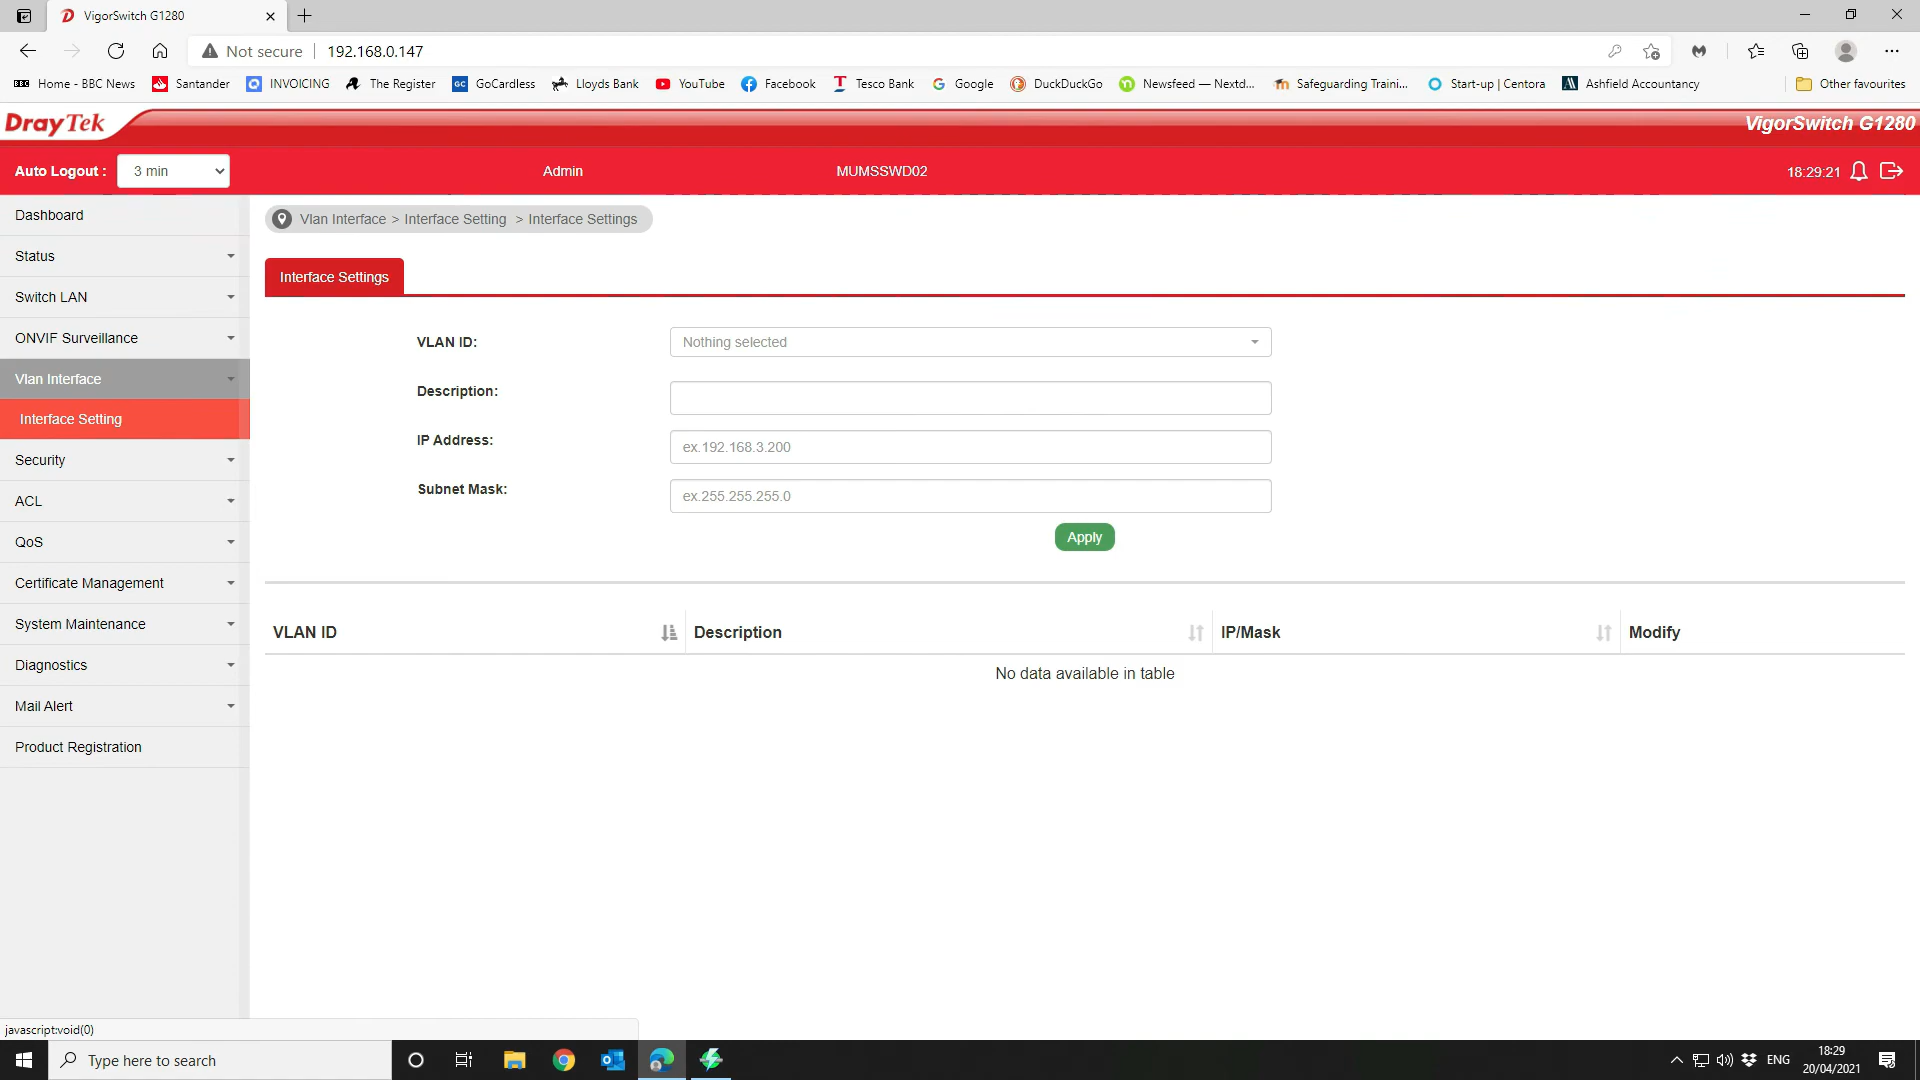 VigorSwitch G1280
Not secure 192.168.0.147
Home - BBC News Santander INVOICING The Register GoCardless Lloyds Bank YouTube Facebook Tesco Bank Google DuckDuckGo Newsfeed — Nextd... Safeguarding Traini... Start-up | Centora Ashfield Accountancy Other favourites
DrayTek VigorSwitch G1280
Auto Logout : 3 min Admin MUMSSWD02 18:29:21
Dashboard
Status
Switch LAN
ONVIF Surveillance
Vlan Interface
Interface Setting
Security
ACL
QoS
Certificate Management
System Maintenance
Diagnostics
Mail Alert
Product Registration
Vlan Interface > Interface Setting > Interface Settings
Interface Settings
VLAN ID: Nothing selected
Description:
IP Address: ex.192.168.3.200
Subnet Mask: ex.255.255.255.0
Apply
VLAN ID Description IP/Mask Modify
No data available in table
javascript:void(0)
Type here to search
ENG
18:29
20/04/2021